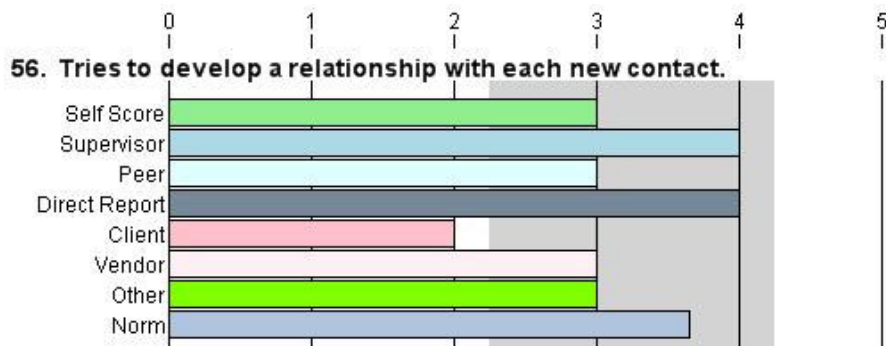 0 1 2 3 4 5
56. Tries to develop a relationship with each new contact.
Self Score
Supervisor
Peer
Direct Report
Client
Vendor
Other
Norm